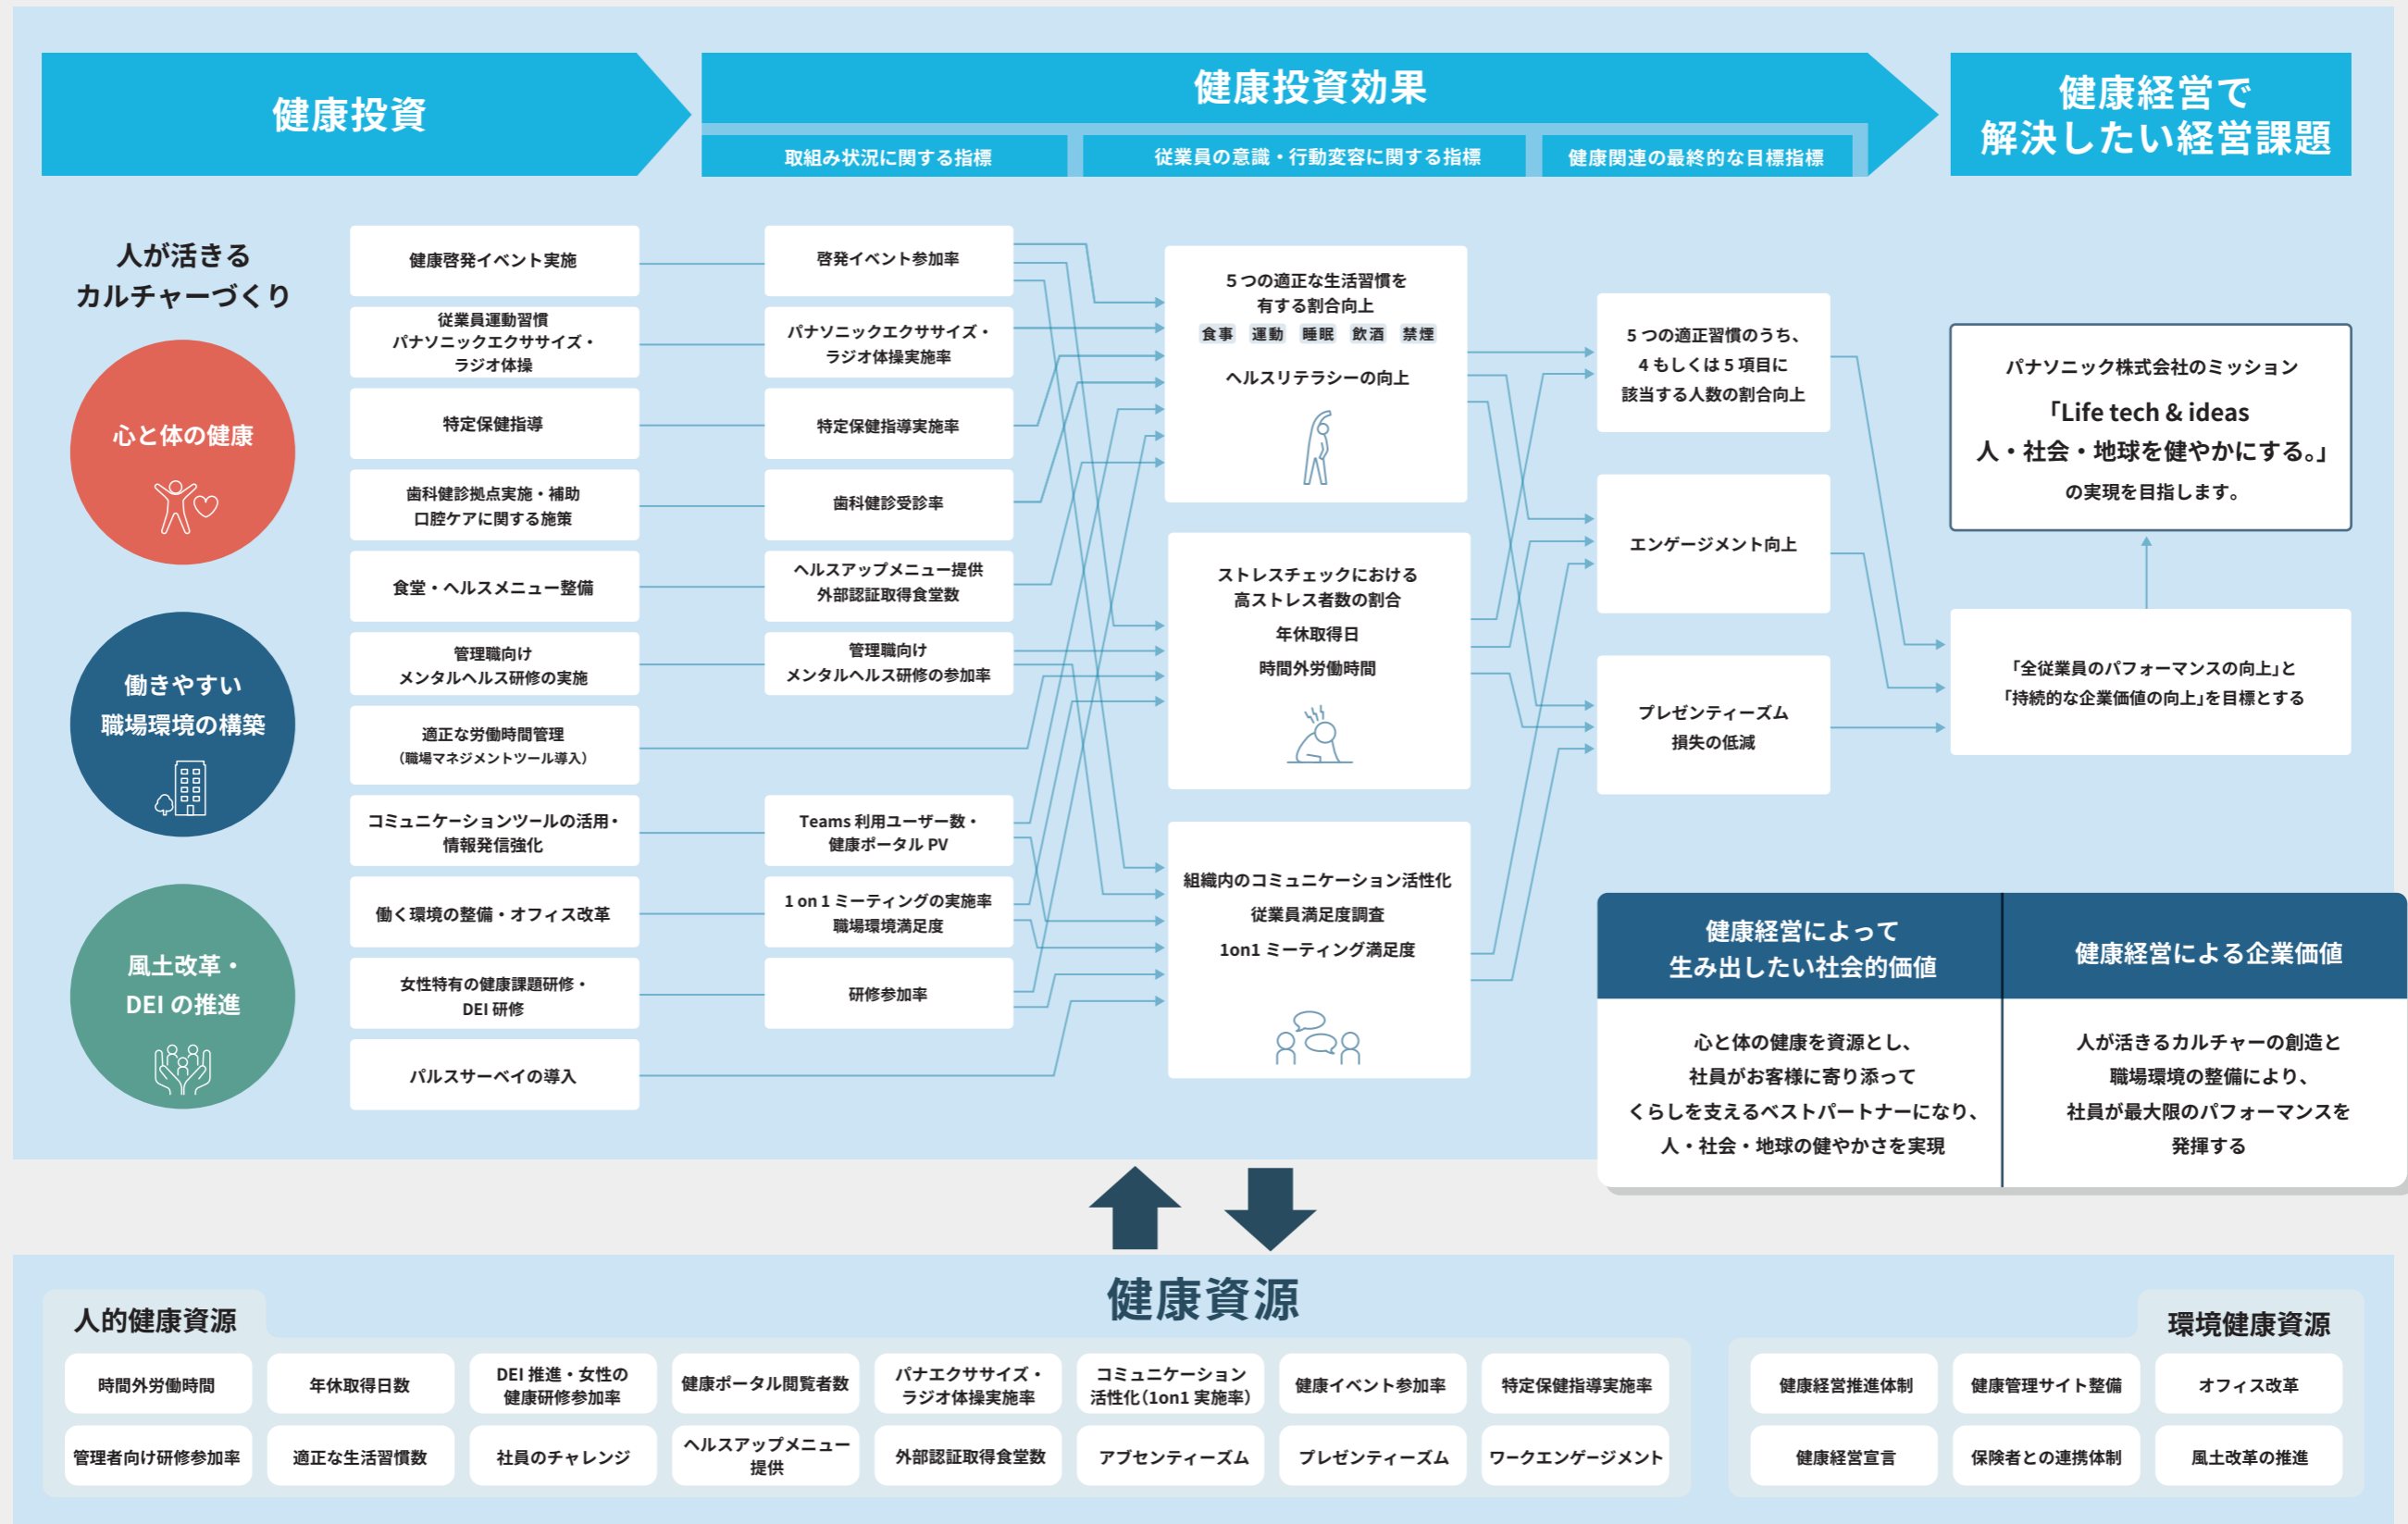 健康投資
健康投資効果
取組み状況に関する指標
従業員の意識・行動変容に関する指標
健康関連の最終的な目標指標
健康経営で
解決したい経営課題
人が活きる
カルチャーづくり
心と体の健康
働きやすい
職場環境の構築
風土改革・
DEI の推進
健康啓発イベント実施
従業員運動習慣
パナソニックエクササイズ・
ラジオ体操
特定保健指導
歯科健診拠点実施・補助
口腔ケアに関する施策
食堂・ヘルスメニュー整備
管理職向け
メンタルヘルス研修の実施
適正な労働時間管理
（職場マネジメントツール導入）
コミュニケーションツールの活用・
情報発信強化
働く環境の整備・オフィス改革
女性特有の健康課題研修・
DEI 研修
パルスサーベイの導入
啓発イベント参加率
パナソニックエクササイズ・
ラジオ体操実施率
特定保健指導実施率
歯科健診受診率
ヘルスアップメニュー提供
外部認証取得食堂数
管理職向け
メンタルヘルス研修の参加率
Teams 利用ユーザー数・
健康ポータル PV
1 on 1 ミーティングの実施率
職場環境満足度
研修参加率
５つの適正な生活習慣を
有する割合向上
食事 運動 睡眠 飲酒 禁煙
ヘルスリテラシーの向上
ストレスチェックにおける
高ストレス者数の割合
年休取得日
時間外労働時間
組織内のコミュニケーション活性化
従業員満足度調査
1on1 ミーティング満足度
5 つの適正習慣のうち、
4 もしくは 5 項目に
該当する人数の割合向上
エンゲージメント向上
プレゼンティーズム
損失の低減
パナソニック株式会社のミッション
「Life tech & ideas
人・社会・地球を健やかにする。」
の実現を目指します。
「全従業員のパフォーマンスの向上」と
「持続的な企業価値の向上」を目標とする
健康経営によって
生み出したい社会的価値
心と体の健康を資源とし、
社員がお客様に寄り添って
くらしを支えるベストパートナーになり、
人・社会・地球の健やかさを実現
健康経営による企業価値
人が活きるカルチャーの創造と
職場環境の整備により、
社員が最大限のパフォーマンスを
発揮する
健康資源
人的健康資源
時間外労働時間
年休取得日数
DEI 推進・女性の
健康研修参加率
健康ポータル閲覧者数
パナエクササイズ・
ラジオ体操実施率
コミュニケーション
活性化（1on1 実施率）
健康イベント参加率
特定保健指導実施率
管理者向け研修参加率
適正な生活習慣数
社員のチャレンジ
ヘルスアップメニュー
提供
外部認証取得食堂数
アブセンティーズム
プレゼンティーズム
ワークエンゲージメント
環境健康資源
健康経営推進体制
健康管理サイト整備
オフィス改革
健康経営宣言
保険者との連携体制
風土改革の推進